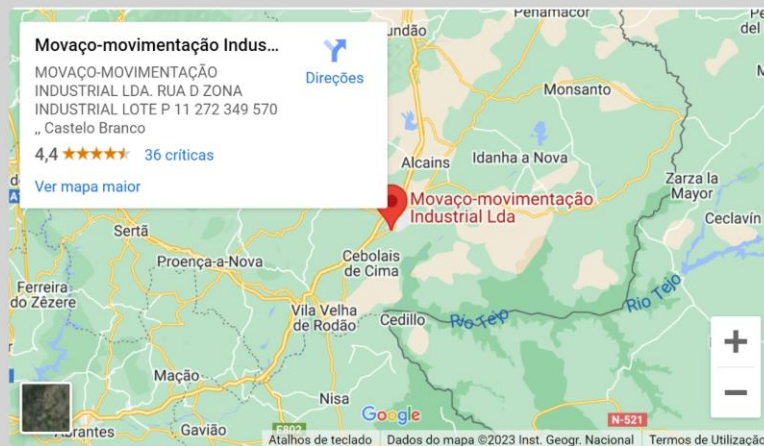 Movaço-movimentação Indus...
MOVAÇO-MOVIMENTAÇÃO
INDUSTRIAL LDA. RUA D ZONA
INDUSTRIAL LOTE P 11 272 349 570
,, Castelo Branco
4,4
36 críticas
Ver mapa maior
Direções
Penamacor
Monsanto
Alcains
Idanha a Nova
Zarza la
Mayor
Movaço-movimentação
Industrial Lda
Ceclavín
Sertã
Proença-a-Nova
Cebolais
de Cima
Ferreira
do Zêzere
Vila Velha
de Rodão
Cedillo
Río Tejo
Rio Tejo
Mação
Nisa
Gavião
E802
N-521
Google
Atalhos de teclado
Dados do mapa ©2023 Inst. Geogr. Nacional
Termos de Utilização